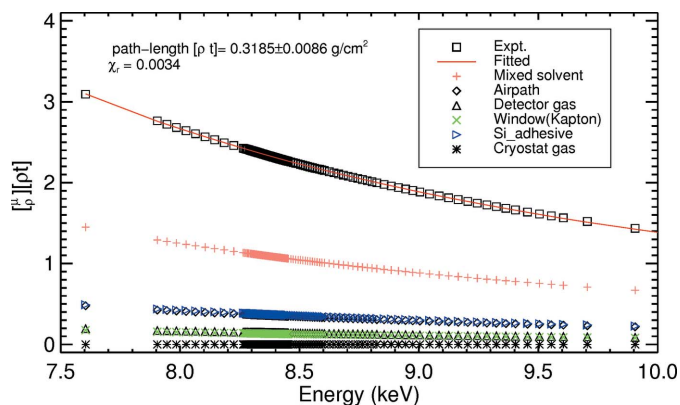 path-length [ρ t]= 0.3185±0.0086 g/cm²
χᵣ = 0.0034
Expt.
Fitted
Mixed solvent
Airpath
Detector gas
Window(Kapton)
Si_adhesive
Cryostat gas
4
3
2
1
0
[μ/ρ][ρt]
7.5 8.0 8.5 9.0 9.5 10.0
Energy (keV)